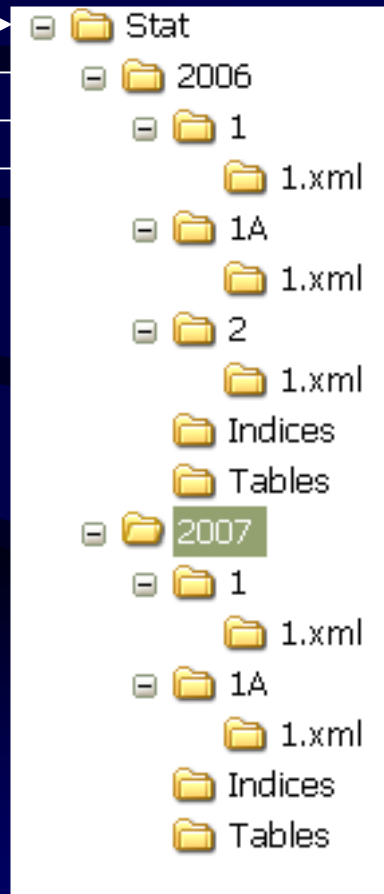 Stat
2006
1
1.xml
1A
1.xml
2
1.xml
Indices
Tables
2007
1
1.xml
1A
1.xml
Indices
Tables